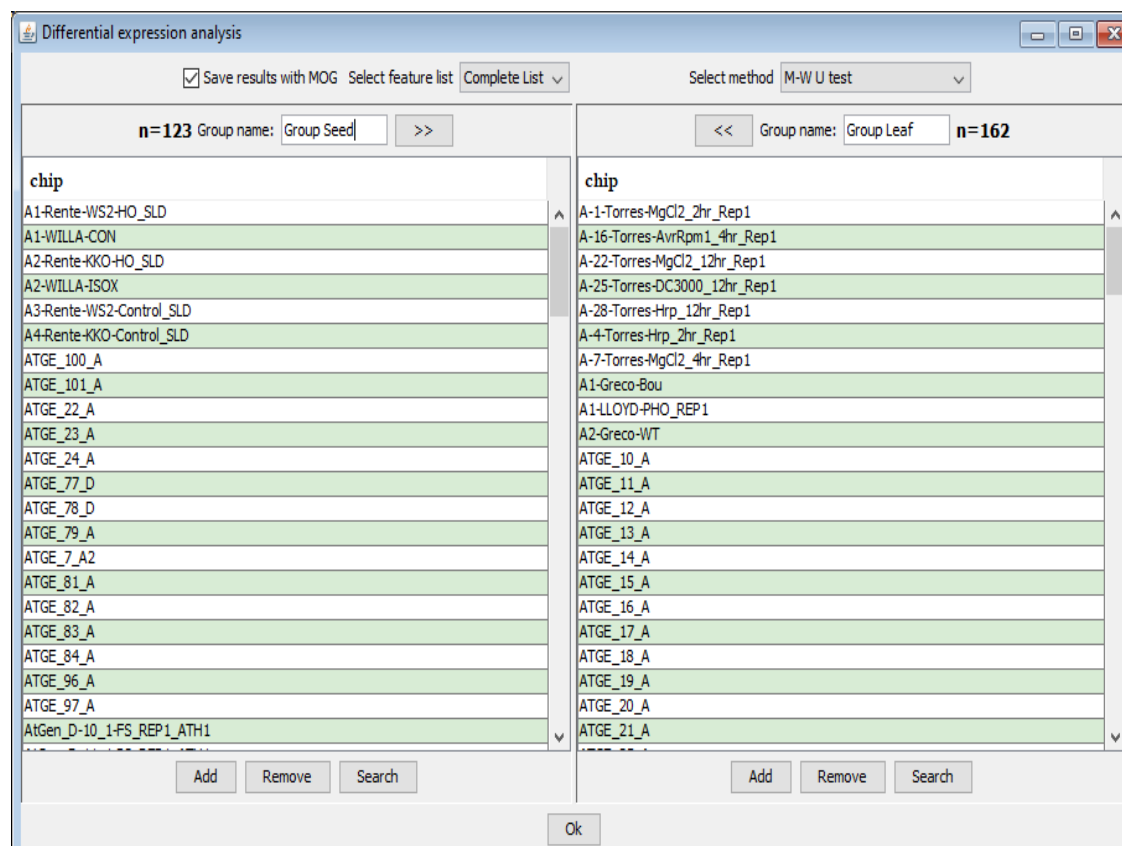 Differential expression analysis
Save results with MOG Select feature list Complete List Select method M-W U test
n=123 Group name: Group Seed >>
<< Group name: Group Leaf n=162
chip
A1-Rente-WS2-HO_SLD
A1-WILLA-CON
A2-Rente-KKO-HO_SLD
A2-WILLA-ISOX
A3-Rente-WS2-Control_SLD
A4-Rente-KKO-Control_SLD
ATGE_100_A
ATGE_101_A
ATGE_22_A
ATGE_23_A
ATGE_24_A
ATGE_77_D
ATGE_78_D
ATGE_79_A
ATGE_7_A2
ATGE_81_A
ATGE_82_A
ATGE_83_A
ATGE_84_A
ATGE_96_A
ATGE_97_A
AtGen_D-10_1-FS_REP1_ATH1
Add Remove Search
chip
A-1-Torres-MgCl2_2hr_Rep1
A-16-Torres-AvrRpm1_4hr_Rep1
A-22-Torres-MgCl2_12hr_Rep1
A-25-Torres-DC3000_12hr_Rep1
A-28-Torres-Hrp_12hr_Rep1
A-4-Torres-Hrp_2hr_Rep1
A-7-Torres-MgCl2_4hr_Rep1
A1-Greco-Bou
A1-LLOYD-PHO_REP1
A2-Greco-WT
ATGE_10_A
ATGE_11_A
ATGE_12_A
ATGE_13_A
ATGE_14_A
ATGE_15_A
ATGE_16_A
ATGE_17_A
ATGE_18_A
ATGE_19_A
ATGE_20_A
ATGE_21_A
Add Remove Search
Ok